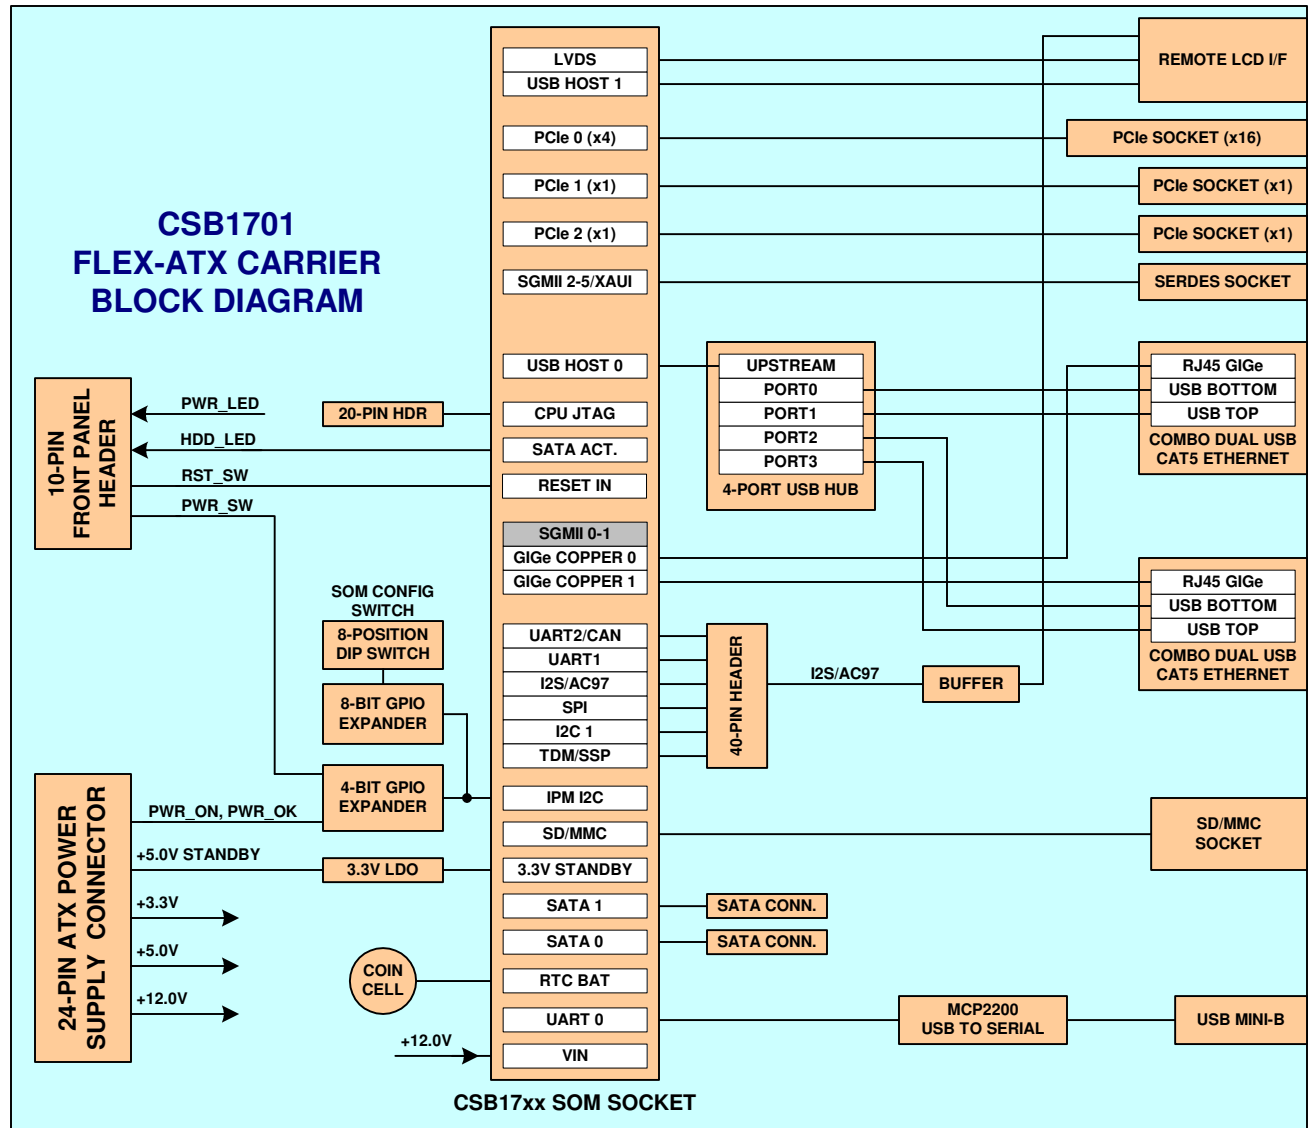 CSB1701
FLEX-ATX CARRIER
BLOCK DIAGRAM
LVDS
USB HOST 1
PCIe 0 (x4)
PCIe 1 (x1)
PCIe 2 (x1)
SGMII 2-5/XAUI
USB HOST 0
CPU JTAG
SATA ACT.
RESET IN
SGMII 0-1
GIGe COPPER 0
GIGe COPPER 1
UART2/CAN
UART1
I2S/AC97
SPI
I2C 1
TDM/SSP
IPM I2C
SD/MMC
3.3V STANDBY
SATA 1
SATA 0
RTC BAT
UART 0
VIN
CSB17xx SOM SOCKET
REMOTE LCD I/F
PCIe SOCKET (x16)
PCIe SOCKET (x1)
PCIe SOCKET (x1)
SERDES SOCKET
UPSTREAM
PORT0
PORT1
PORT2
PORT3
4-PORT USB HUB
RJ45 GIGe
USB BOTTOM
USB TOP
COMBO DUAL USB
CAT5 ETHERNET
RJ45 GIGe
USB BOTTOM
USB TOP
COMBO DUAL USB
CAT5 ETHERNET
10-PIN
FRONT PANEL
HEADER
PWR_LED
HDD_LED
RST_SW
PWR_SW
20-PIN HDR
SOM CONFIG
SWITCH
8-POSITION
DIP SWITCH
8-BIT GPIO
EXPANDER
4-BIT GPIO
EXPANDER
40-PIN HEADER
I2S/AC97
BUFFER
24-PIN ATX POWER
SUPPLY CONNECTOR
PWR_ON, PWR_OK
+5.0V STANDBY
3.3V LDO
+3.3V
+5.0V
+12.0V
COIN
CELL
+12.0V
SD/MMC
SOCKET
SATA CONN.
SATA CONN.
MCP2200
USB TO SERIAL
USB MINI-B